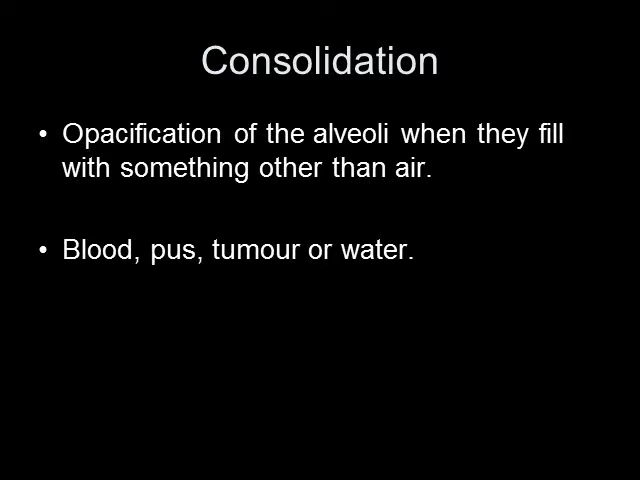 Consolidation
• Opacification of the alveoli when they fill
with something other than air.
• Blood, pus, tumour or water.